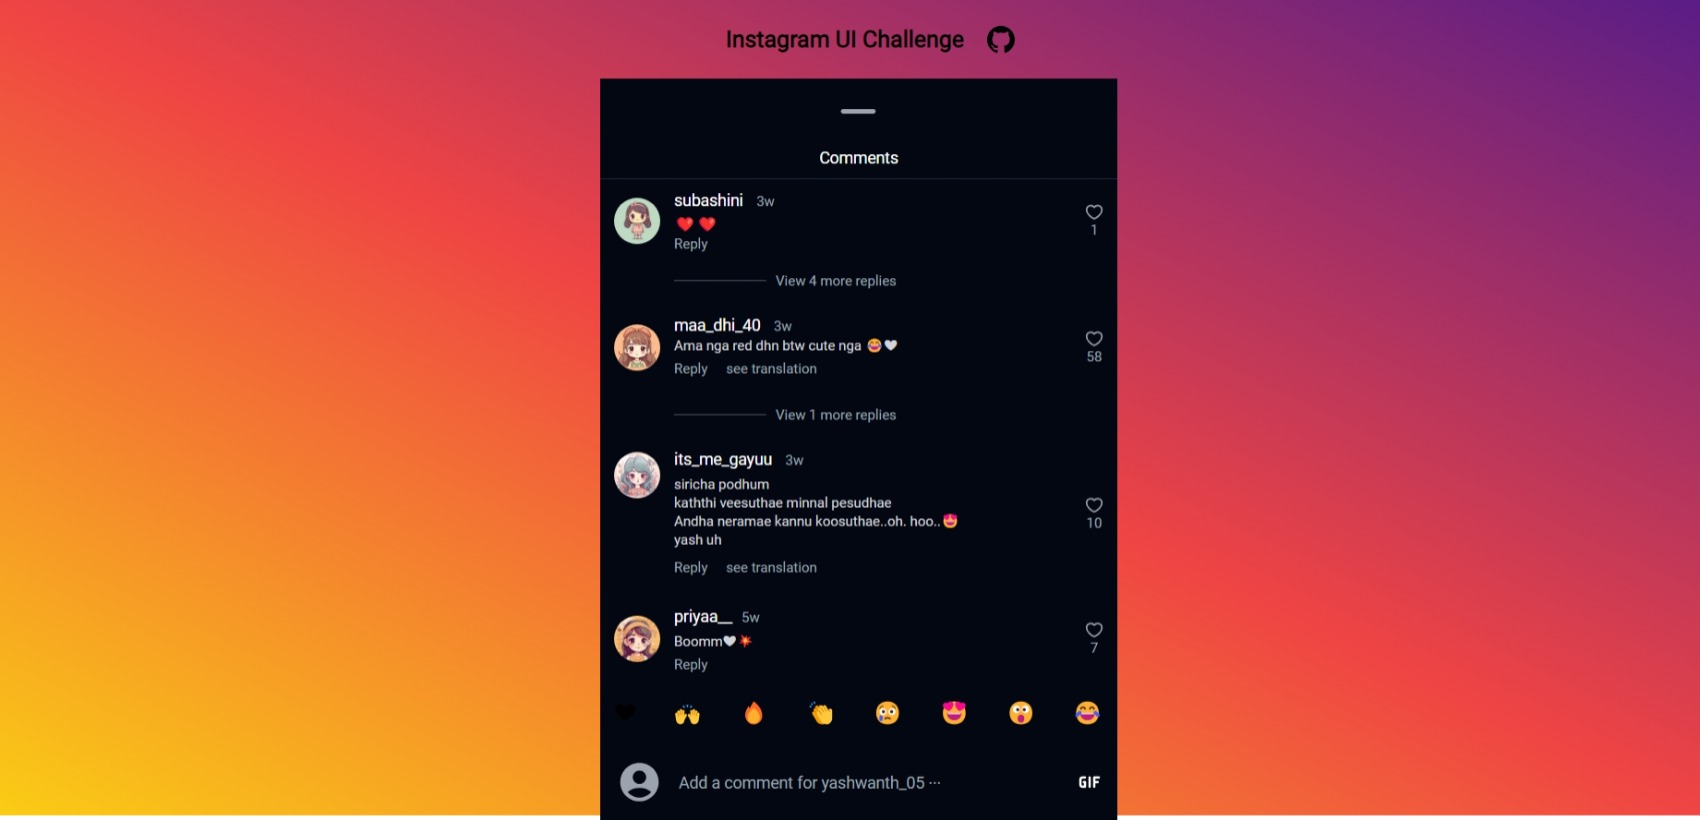 Instagram UI Challenge
Comments
subashini 3w
❤️ ❤️
1
Reply
View 4 more replies
maa_dhi_40 3w
Ama nga red dhn btw cute nga 😂🤍
58
Reply see translation
View 1 more replies
its_me_gayuu 3w
siricha podhum
kaththi veesuthae minnal pesudhae
Andha neramae kannu koosuthae..oh. hoo..😍
10
yash uh
Reply see translation
priyaa__ 5w
Boomm🤍💥
7
Reply
🖤 🙌 🔥 👏 😢 😍 😮 😂
Add a comment for yashwanth_05 ···
GIF